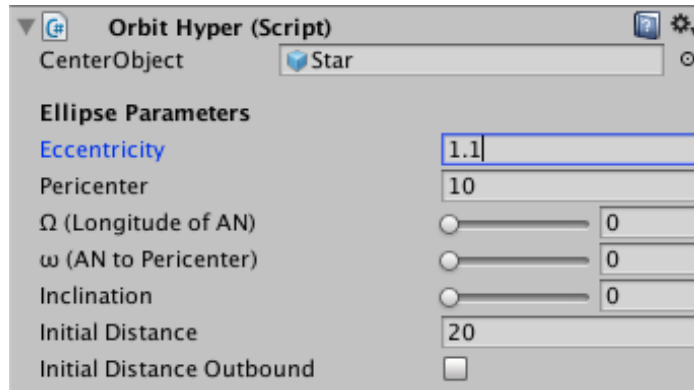 Orbit Hyper (Script)
CenterObject Star
Ellipse Parameters
Eccentricity 1.1
Pericenter 10
Ω (Longitude of AN) 0
ω (AN to Pericenter) 0
Inclination 0
Initial Distance 20
Initial Distance Outbound